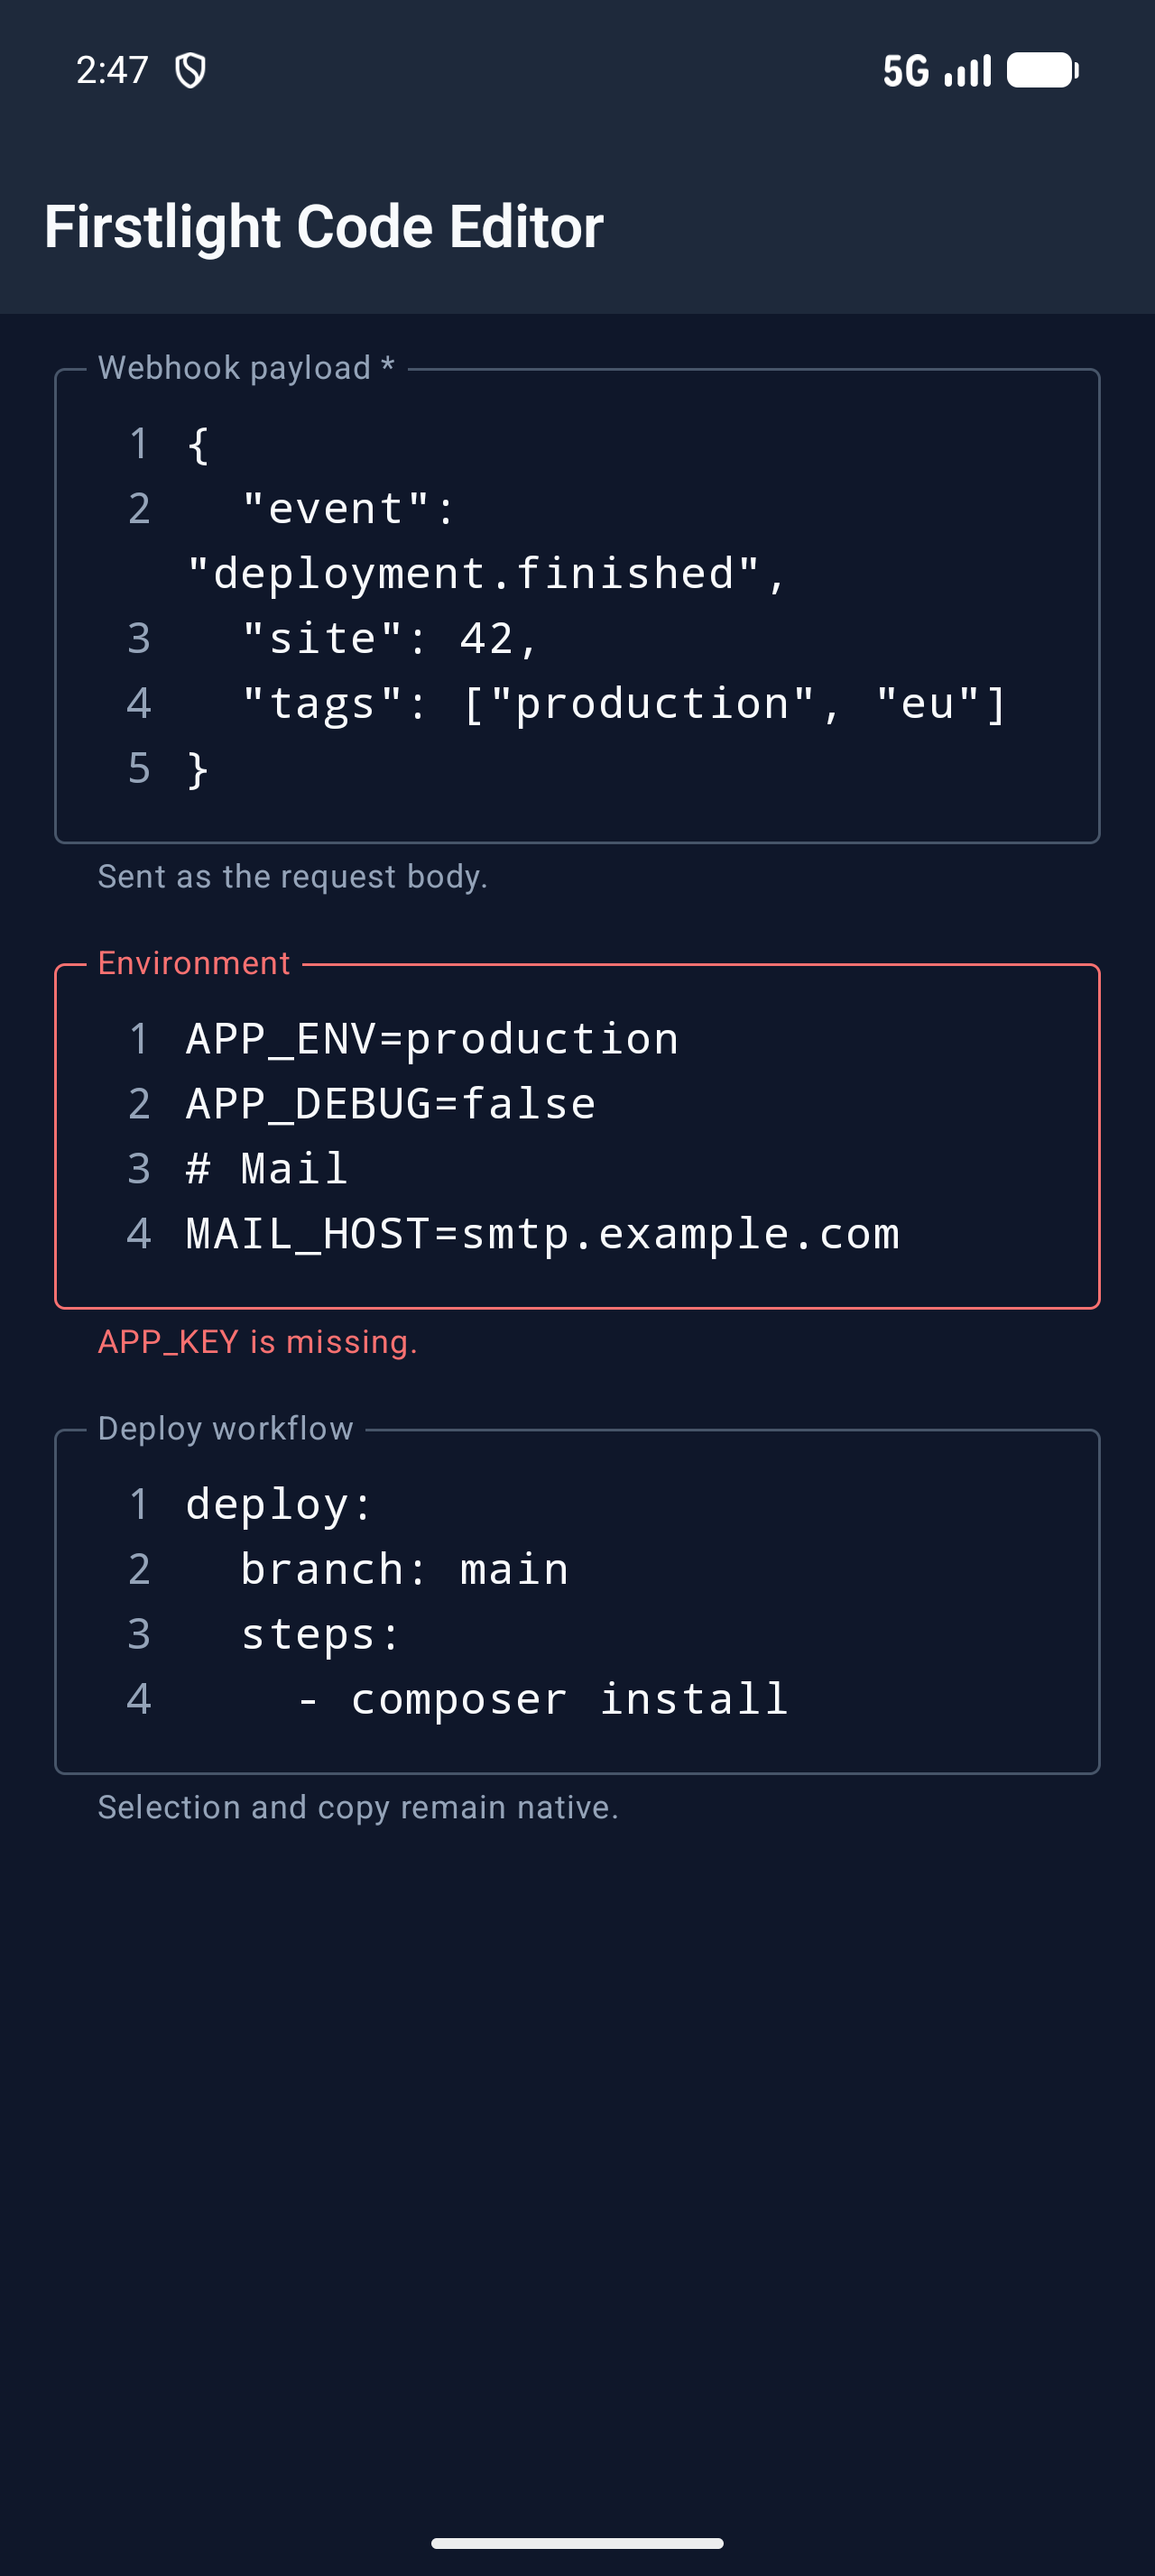 2:47 5G
Firstlight Code Editor
Webhook payload *
1 {
2   "event":
"deployment.finished",
3   "site": 42,
4   "tags": ["production", "eu"]
5 }
Sent as the request body.
Environment
1 APP_ENV=production
2 APP_DEBUG=false
3 # Mail
4 MAIL_HOST=smtp.example.com
APP_KEY is missing.
Deploy workflow
1 deploy:
2   branch: main
3   steps:
4     - composer install
Selection and copy remain native.